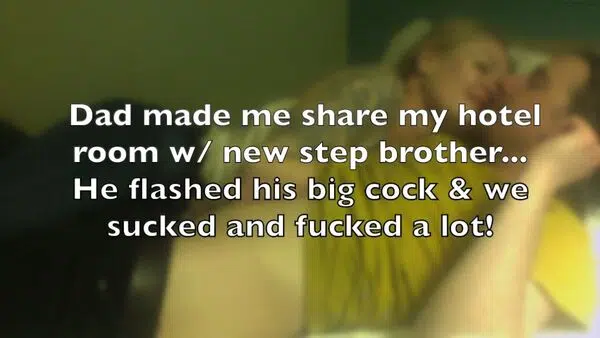 Dad made me share my hotel
room w/ new step brother...
He flashed his big cock & we
sucked and fucked a lot!